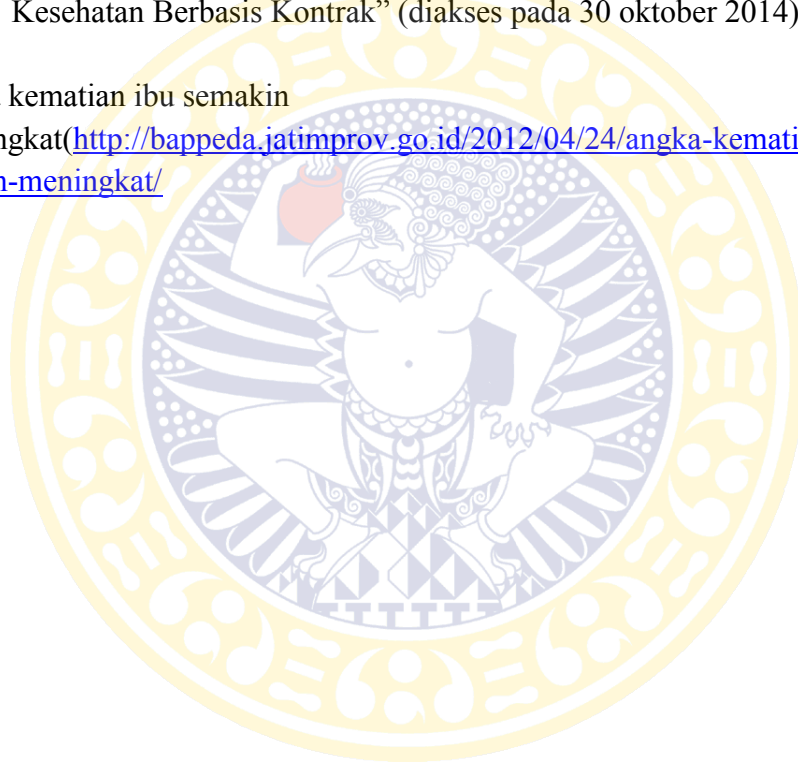 Kesehatan Berbasis Kontrak” (diakses pada 30 oktober 2014)
kematian ibu semakin
ngkat(http://bappeda.jatimprov.go.id/2012/04/24/angka-kemati
n-meningkat/